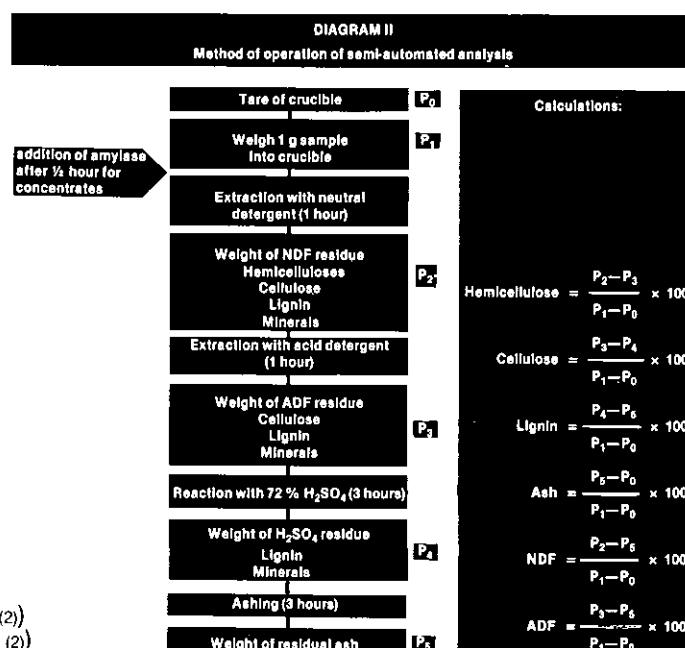 DIAGRAM II
Method of operation of semi-automated analysis
Tare of crucible
P₀
Weigh 1 g sample
into crucible
P₁
addition of amylase
after ½ hour for
concentrates
Extraction with neutral
detergent (1 hour)
Weight of NDF residue
Hemicelluloses
Cellulose
Lignin
Minerals
P₂
Extraction with acid detergent
(1 hour)
Weight of ADF residue
Cellulose
Lignin
Minerals
P₃
Reaction with 72 % H₂SO₄ (3 hours)
Weight of H₂SO₄ residue
Lignin
Minerals
P₄
Ashing (3 hours)
Weight of residual ash
P₅
(2))
(2))
Calculations:
Hemicellulose = P₂—P₃ / P₁—P₀ × 100
Cellulose = P₃—P₄ / P₁—P₀ × 100
Lignin = P₄—P₅ / P₁—P₀ × 100
Ash = P₅—P₀ / P₁—P₀ × 100
NDF = P₂—P₅ / P₁—P₀ × 100
ADF = P₃—P₅ / P₁—P₀ × 100